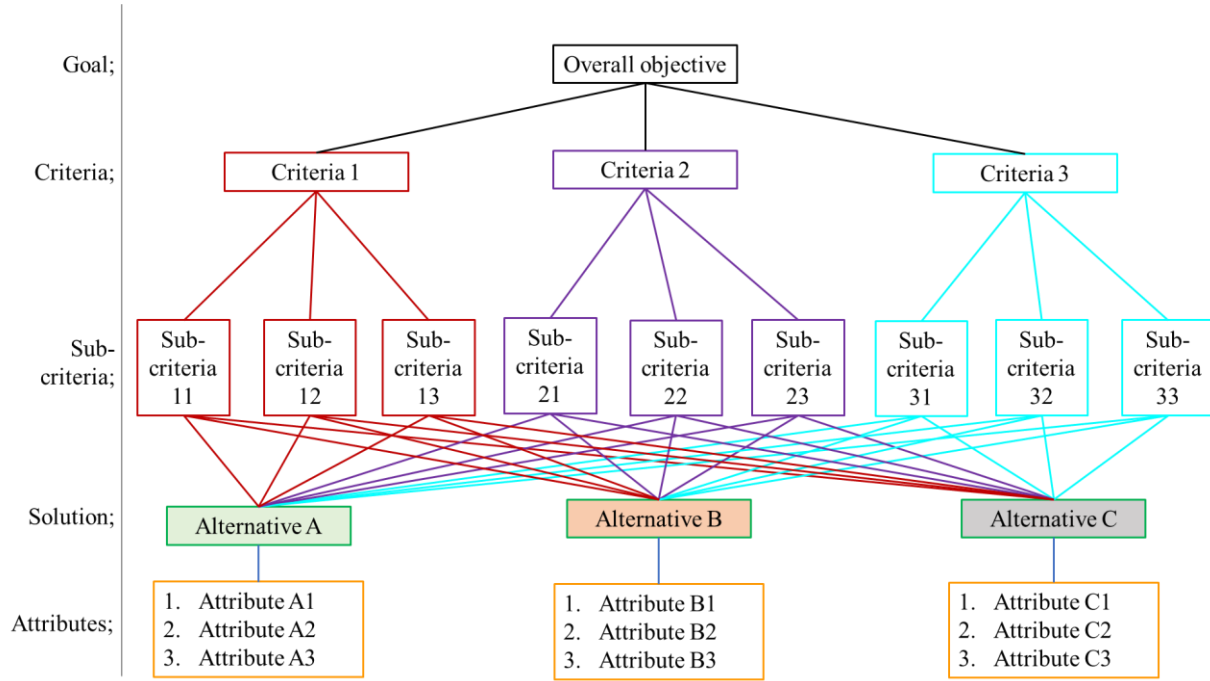 Goal;
Overall objective
Criteria;
Criteria 1
Criteria 2
Criteria 3
Sub-
criteria;
Sub-
criteria
11
Sub-
criteria
12
Sub-
criteria
13
Sub-
criteria
21
Sub-
criteria
22
Sub-
criteria
23
Sub-
criteria
31
Sub-
criteria
32
Sub-
criteria
33
Solution;
Alternative A
Alternative B
Alternative C
Attributes;
1. Attribute A1
2. Attribute A2
3. Attribute A3
1. Attribute B1
2. Attribute B2
3. Attribute B3
1. Attribute C1
2. Attribute C2
3. Attribute C3